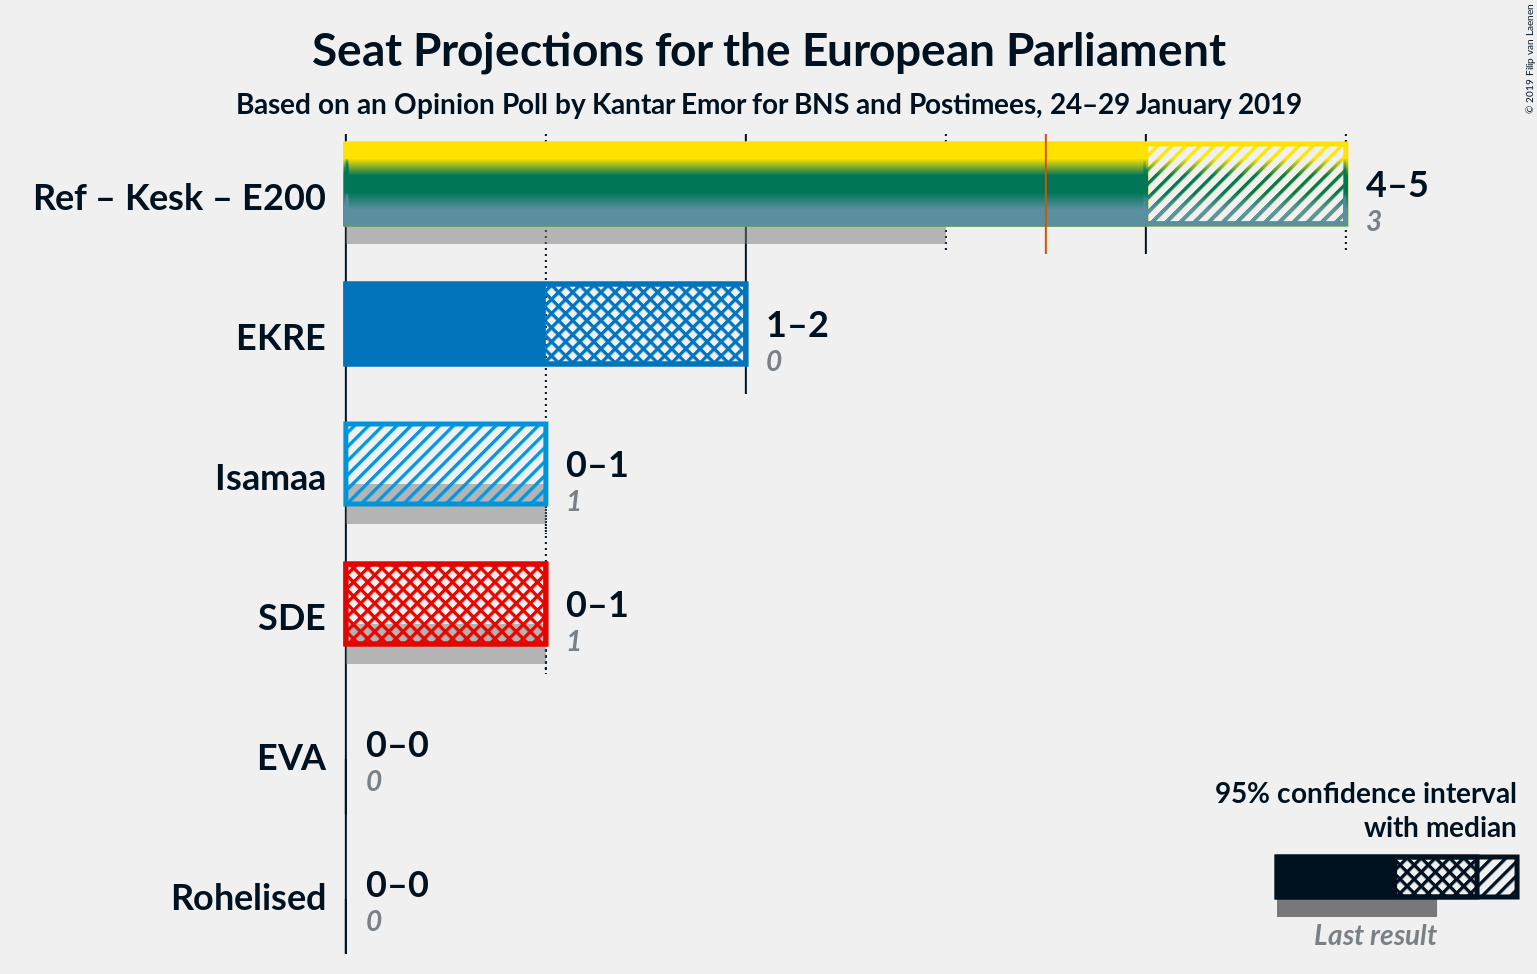 Seat Projections for the European Parliament
Based on an Opinion Poll by Kantar Emor for BNS and Postimees, 24–29 January 2019
© 2019 Filip van Laenen
Ref – Kesk – E200
4–5
3
EKRE
1–2
0
Isamaa
0–1
1
SDE
0–1
1
EVA
0–0
0
Rohelised
0–0
0
95% confidence interval
with median
Last result